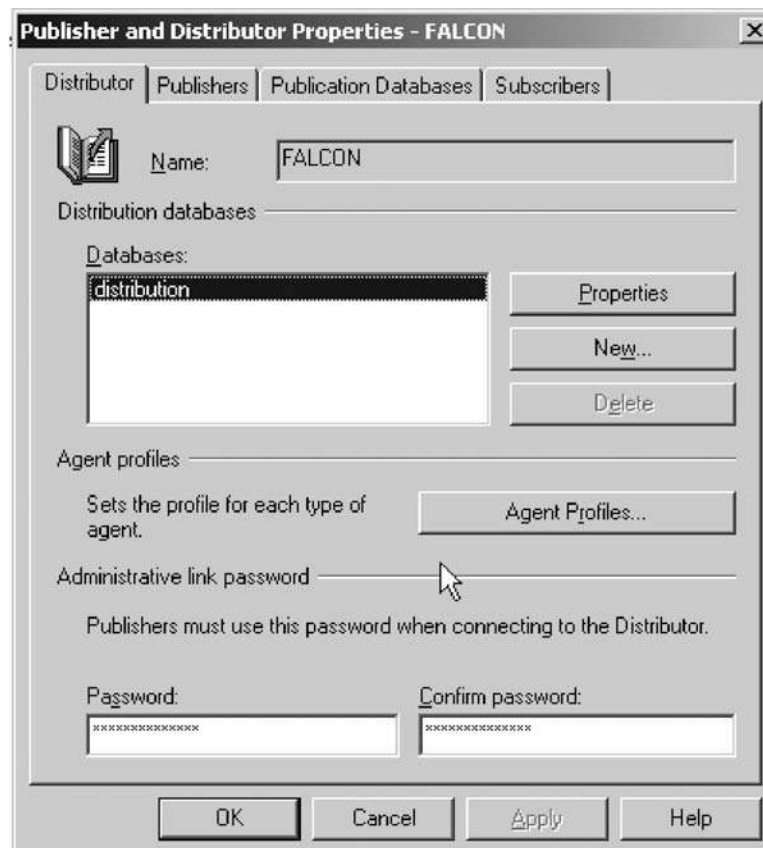 Publisher and Distributor Properties - FALCON
Distributor Publishers Publication Databases Subscribers
Name: FALCON
Distribution databases
Databases:
distribution
Properties
New...
Delete
Agent profiles
Sets the profile for each type of
agent.
Agent Profiles...
Administrative link password
Publishers must use this password when connecting to the Distributor.
Password: Confirm password:
************** **************
OK Cancel Apply Help